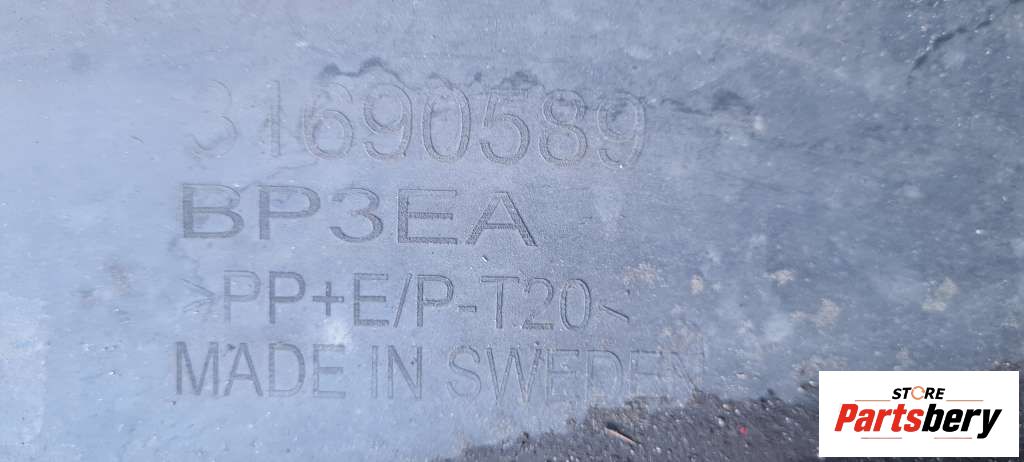 31690589
BP3EA
>PP+E/P-T20<
MADE IN SWEDEN
STORE
Partsbery